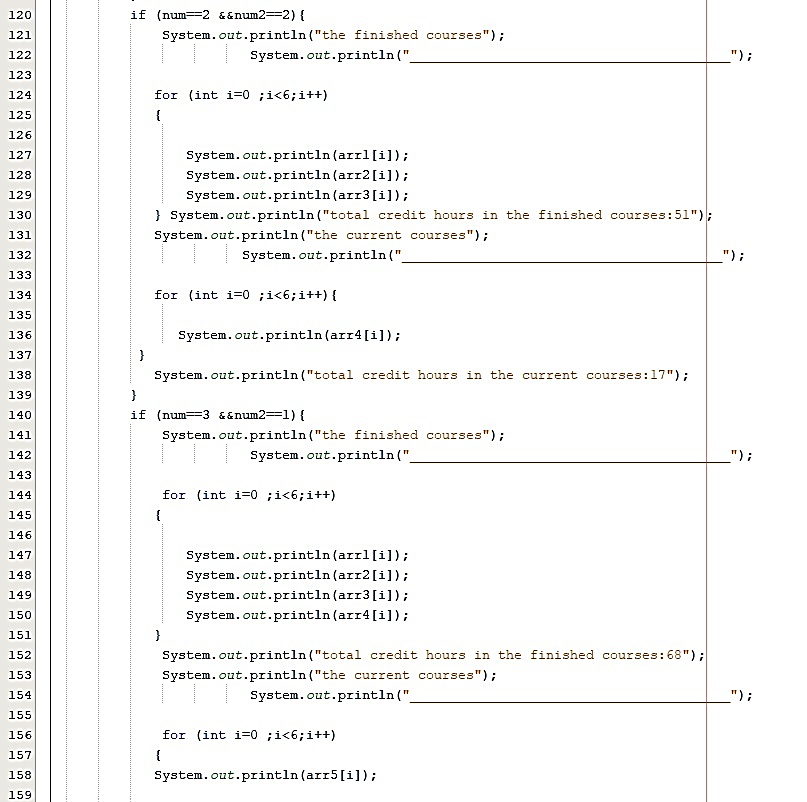 120 if (num==2 &&num2==2){
121 System.out.println("the finished courses");
122 System.out.println("________________________________________");
123
124 for (int i=0 ;i<6;i++)
125 {
126
127 System.out.println(arr1[i]);
128 System.out.println(arr2[i]);
129 System.out.println(arr3[i]);
130 } System.out.println("total credit hours in the finished courses:51");
131 System.out.println("the current courses");
132 System.out.println("________________________________________");
133
134 for (int i=0 ;i<6;i++){
135
136 System.out.println(arr4[i]);
137 }
138 System.out.println("total credit hours in the current courses:17");
139 }
140 if (num==3 &&num2==1){
141 System.out.println("the finished courses");
142 System.out.println("________________________________________");
143
144 for (int i=0 ;i<6;i++)
145 {
146
147 System.out.println(arr1[i]);
148 System.out.println(arr2[i]);
149 System.out.println(arr3[i]);
150 System.out.println(arr4[i]);
151 }
152 System.out.println("total credit hours in the finished courses:68");
153 System.out.println("the current courses");
154 System.out.println("________________________________________");
155
156 for (int i=0 ;i<6;i++)
157 {
158 System.out.println(arr5[i]);
159